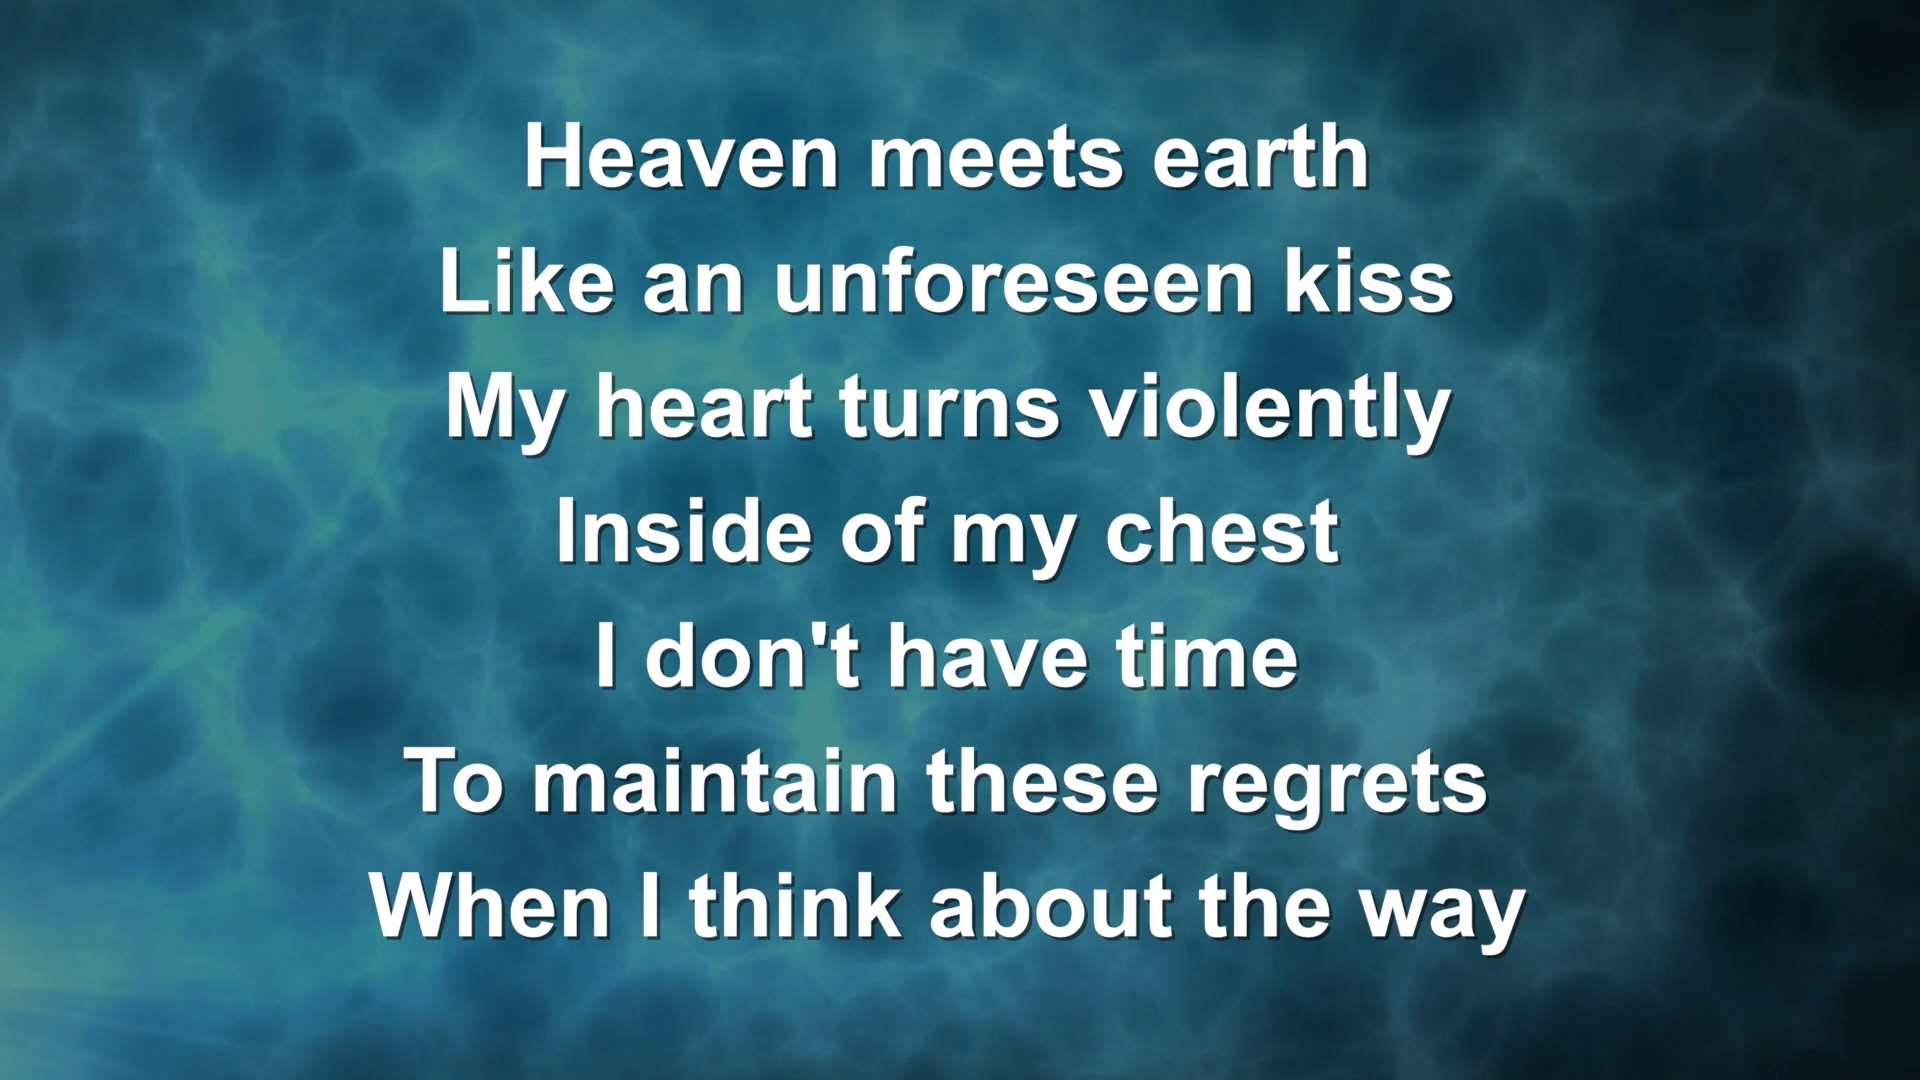 Heaven meets earth
Like an unforeseen kiss
My heart turns violently
Inside of my chest
I don't have time
To maintain these regrets
When I think about the way